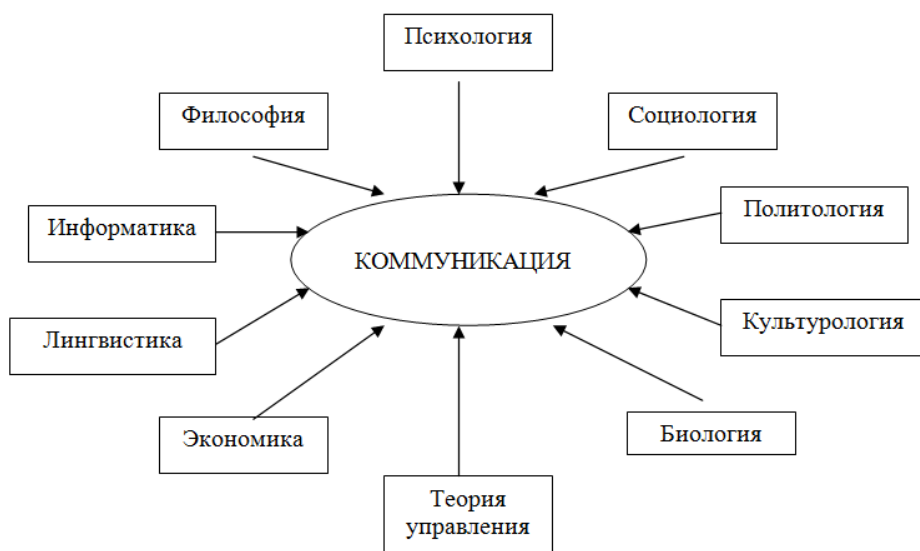 Психология
Философия
Социология
Информатика
Политология
КОММУНИКАЦИЯ
Лингвистика
Культурология
Экономика
Биология
Теория
управления